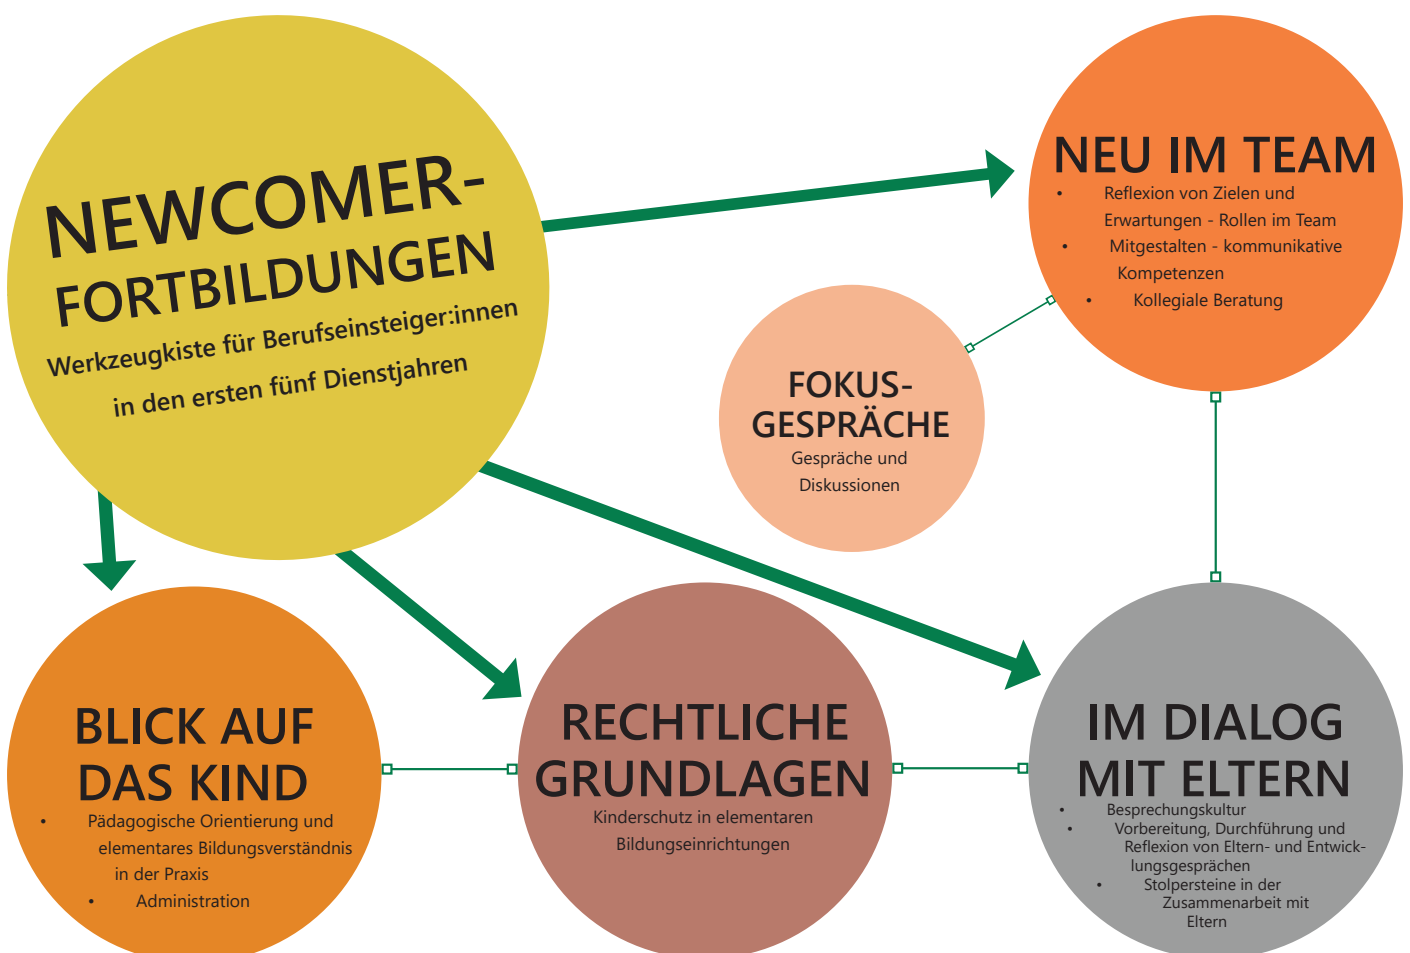 NEWCOMER-
FORTBILDUNGEN
Werkzeugkiste für Berufseinsteiger:innen
in den ersten fünf Dienstjahren
NEU IM TEAM
• Reflexion von Zielen und
Erwartungen - Rollen im Team
• Mitgestalten - kommunikative
Kompetenzen
• Kollegiale Beratung
FOKUS-
GESPRÄCHE
Gespräche und
Diskussionen
BLICK AUF
DAS KIND
• Pädagogische Orientierung und
elementares Bildungsverständnis
in der Praxis
• Administration
RECHTLICHE
GRUNDLAGEN
Kinderschutz in elementaren
Bildungseinrichtungen
IM DIALOG
MIT ELTERN
• Besprechungskultur
• Vorbereitung, Durchführung und
Reflexion von Eltern- und Entwick-
lungsgesprächen
• Stolpersteine in der
Zusammenarbeit mit
Eltern